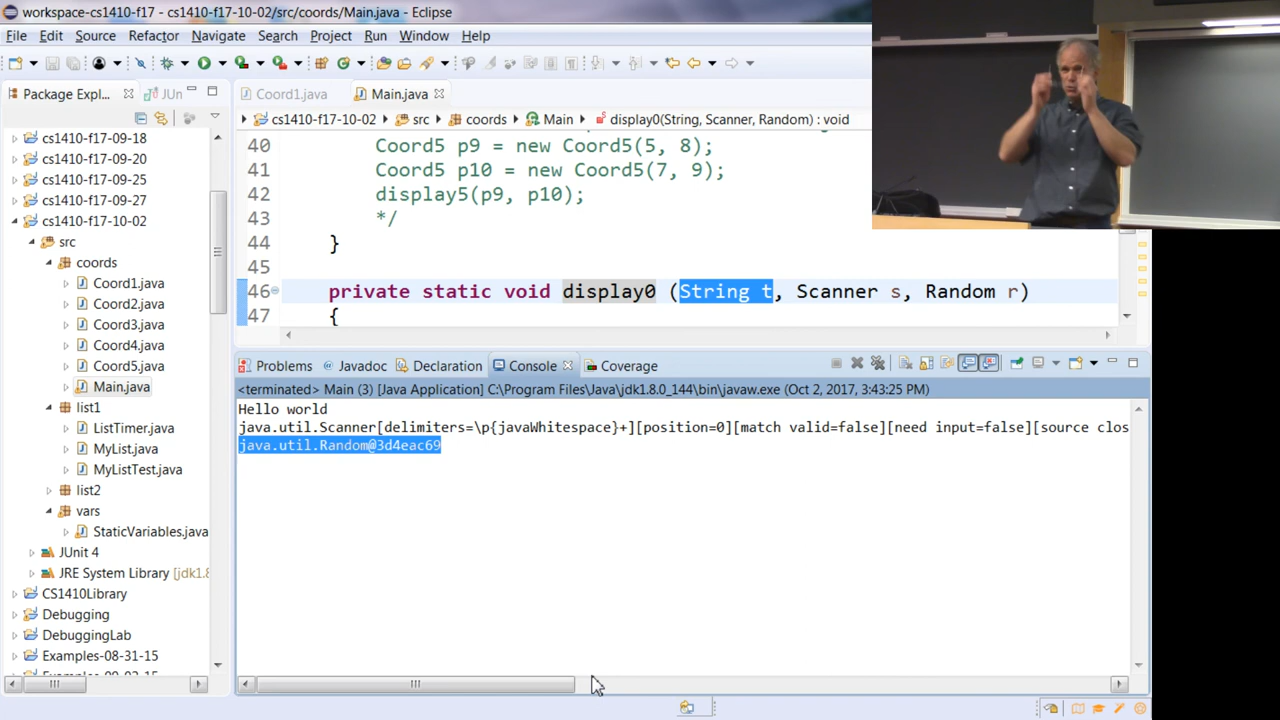 workspace-cs1410-f17 - cs1410-f17-10-02/src/coords/Main.java - Eclipse
File Edit Source Refactor Navigate Search Project Run Window Help
Package Expl...
JUn
cs1410-f17-09-18
cs1410-f17-09-20
cs1410-f17-09-25
cs1410-f17-09-27
cs1410-f17-10-02
src
coords
Coord1.java
Coord2.java
Coord3.java
Coord4.java
Coord5.java
Main.java
list1
ListTimer.java
MyList.java
MyListTest.java
list2
vars
StaticVariables.java
JUnit 4
JRE System Library [jdk1.8
CS1410Library
Debugging
DebuggingLab
Examples-08-31-15
Coord1.java Main.java
cs1410-f17-10-02 src coords Main display0(String, Scanner, Random) : void
40 Coord5 p9 = new Coord5(5, 8);
41 Coord5 p10 = new Coord5(7, 9);
42 display5(p9, p10);
43 */
44 }
45
46 private static void display0 (String t, Scanner s, Random r)
47 {
Problems @ Javadoc Declaration Console Coverage
<terminated> Main (3) [Java Application] C:\Program Files\Java\jdk1.8.0_144\bin\javaw.exe (Oct 2, 2017, 3:43:25 PM)
Hello world
java.util.Scanner[delimiters=\p{javaWhitespace}+][position=0][match valid=false][need input=false][source clos
java.util.Random@3d4eac69